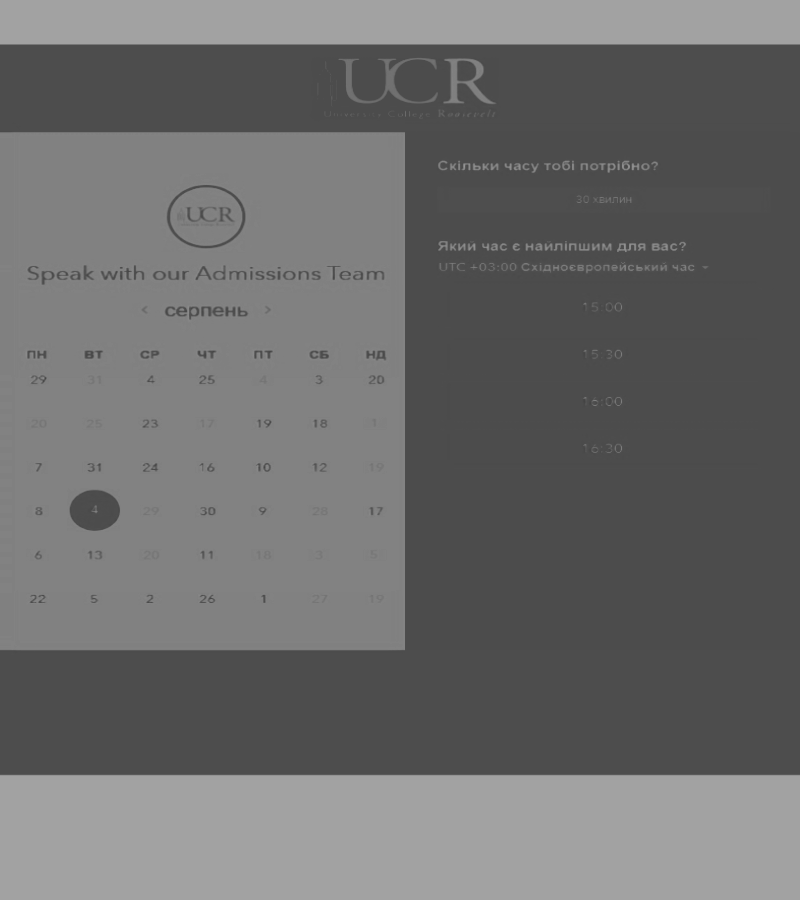 UCR
University College Roosevelt
UCR
Speak with our Admissions Team
< серпень >
ПН ВТ СР ЧТ ПТ СБ НД
29 31 4 25 4 3 20
20 25 23 17 19 18 1
7 31 24 16 10 12 19
8 4 29 30 9 28 17
6 13 20 11 18 3 5
22 5 2 26 1 27 19
Скільки часу тобі потрібно?
30 хвилин
Який час є наиліпшим для вас?
UTC +03:00 Східноєвропейський час
15:00
15:30
16:00
16:30